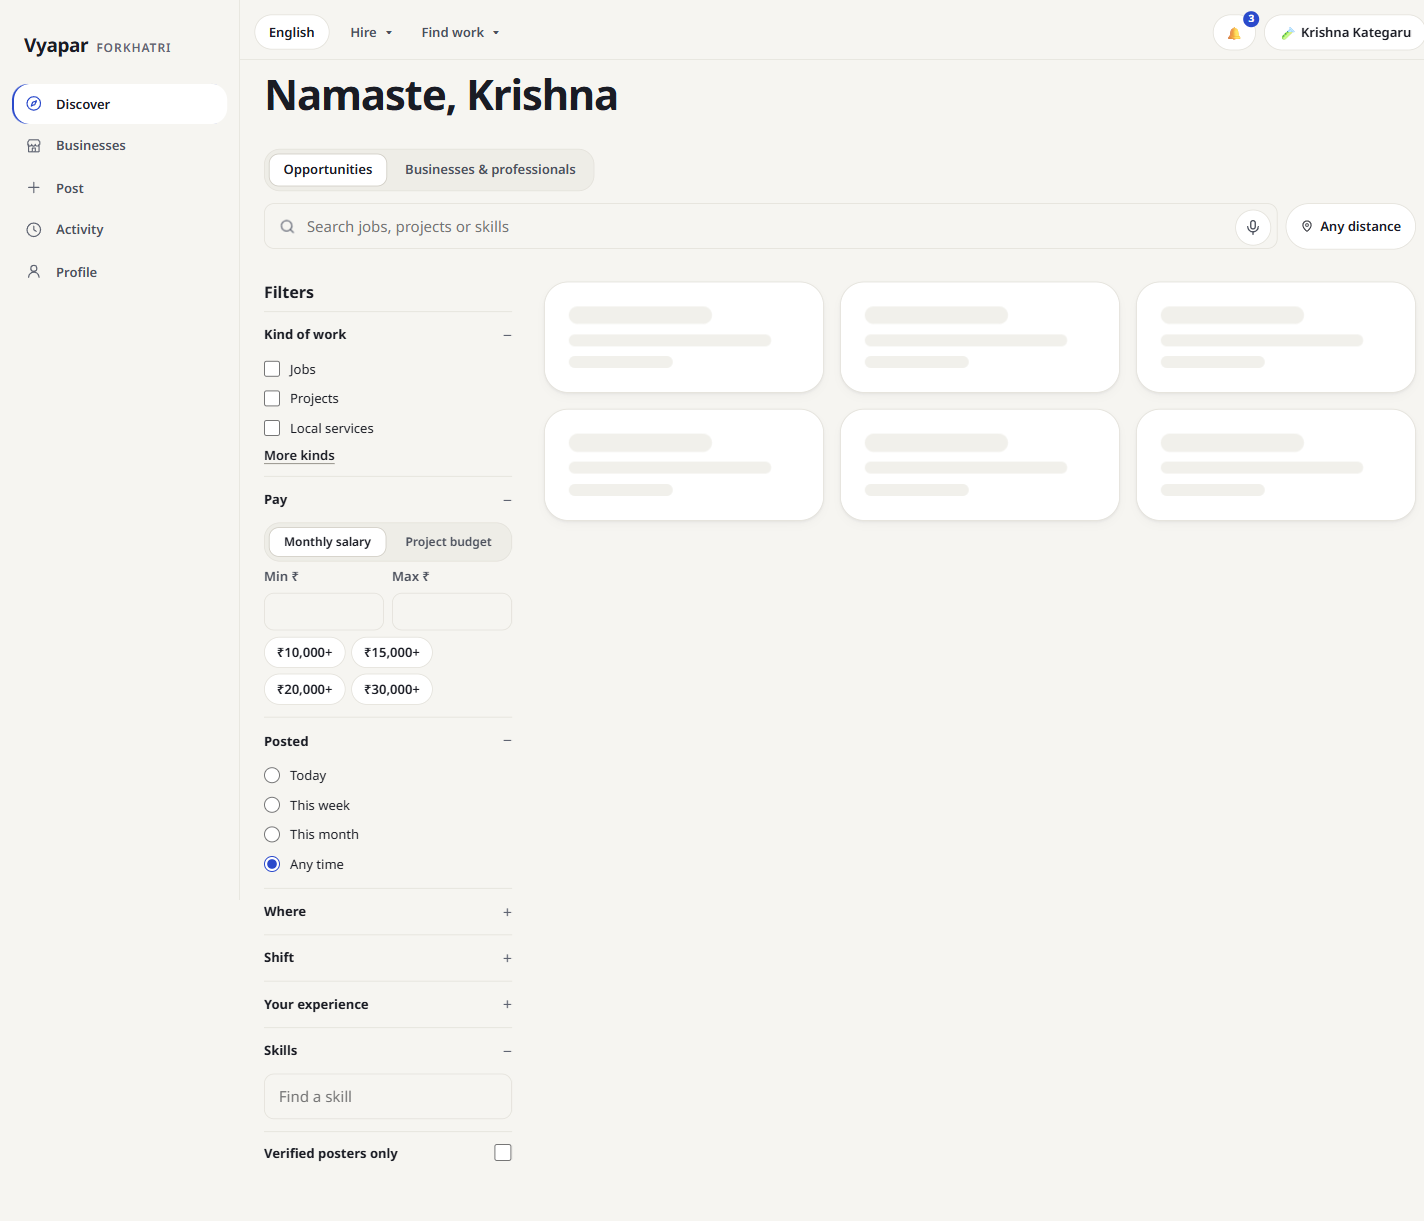 Vyapar FORKHATRI
Discover
Businesses
Post
Activity
Profile
English
Hire
Find work
3
Krishna Kategaru
Namaste, Krishna
Opportunities
Businesses & professionals
Search jobs, projects or skills
Any distance
Filters
Kind of work
Jobs
Projects
Local services
More kinds
Pay
Monthly salary
Project budget
Min ₹
Max ₹
₹10,000+
₹15,000+
₹20,000+
₹30,000+
Posted
Today
This week
This month
Any time
Where
Shift
Your experience
Skills
Find a skill
Verified posters only